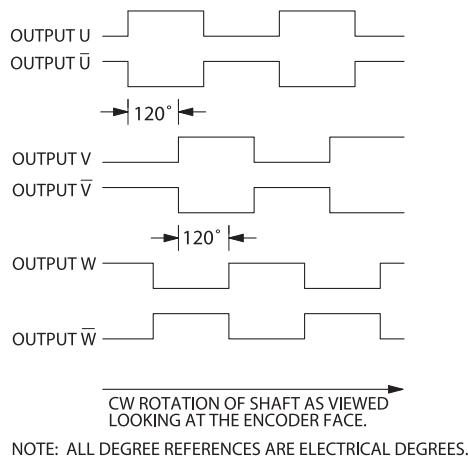 OUTPUT U
OUTPUT U̅
120°
OUTPUT V
OUTPUT V̅
120°
OUTPUT W
OUTPUT W̅
CW ROTATION OF SHAFT AS VIEWED
LOOKING AT THE ENCODER FACE.
NOTE: ALL DEGREE REFERENCES ARE ELECTRICAL DEGREES.